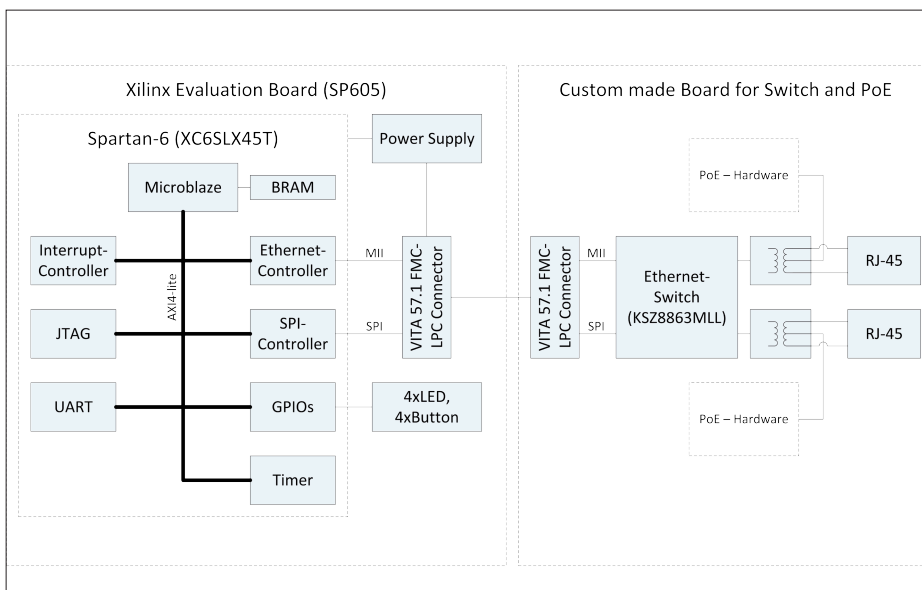 Xilinx Evaluation Board (SP605)
Custom made Board for Switch and PoE
Spartan-6 (XC6SLX45T)
Power Supply
PoE – Hardware
Microblaze
BRAM
Interrupt-
Controller
Ethernet-
Controller
MII
VITA 57.1 FMC-
LPC Connector
VITA 57.1 FMC-
LPC Connector
MII
Ethernet-
Switch
(KSZ8863MLL)
RJ-45
AXI4-lite
JTAG
SPI-
Controller
SPI
SPI
RJ-45
UART
GPIOs
4xLED,
4xButton
PoE – Hardware
Timer